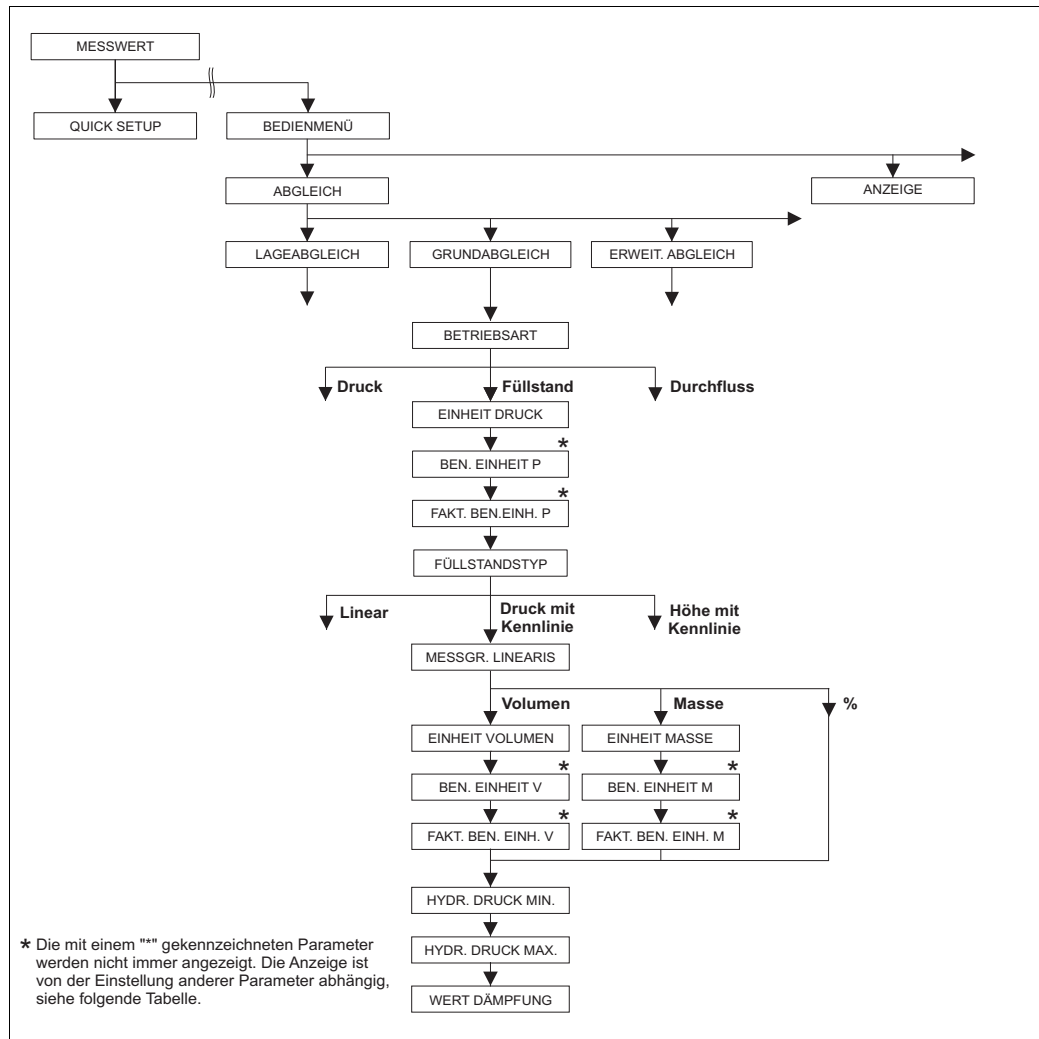 MESSWERT
QUICK SETUP
BEDIENMENÜ
ABGLEICH
ANZEIGE
LAGEABGLEICH
GRUNDABGLEICH
ERWEIT. ABGLEICH
BETRIEBSART
Druck
Füllstand
Durchfluss
EINHEIT DRUCK
*
BEN. EINHEIT P
*
FAKT. BEN.EINH. P
FÜLLSTANDSTYP
Linear
Druck mit
Kennlinie
Höhe mit
Kennlinie
MESSGR. LINEARIS
Volumen
Masse
%
EINHEIT VOLUMEN
EINHEIT MASSE
*
*
BEN. EINHEIT V
BEN. EINHEIT M
*
*
FAKT. BEN. EINH. V
FAKT. BEN. EINH. M
HYDR. DRUCK MIN.
HYDR. DRUCK MAX.
WERT DÄMPFUNG
* Die mit einem "*" gekennzeichneten Parameter
werden nicht immer angezeigt. Die Anzeige ist
von der Einstellung anderer Parameter abhängig,
siehe folgende Tabelle.